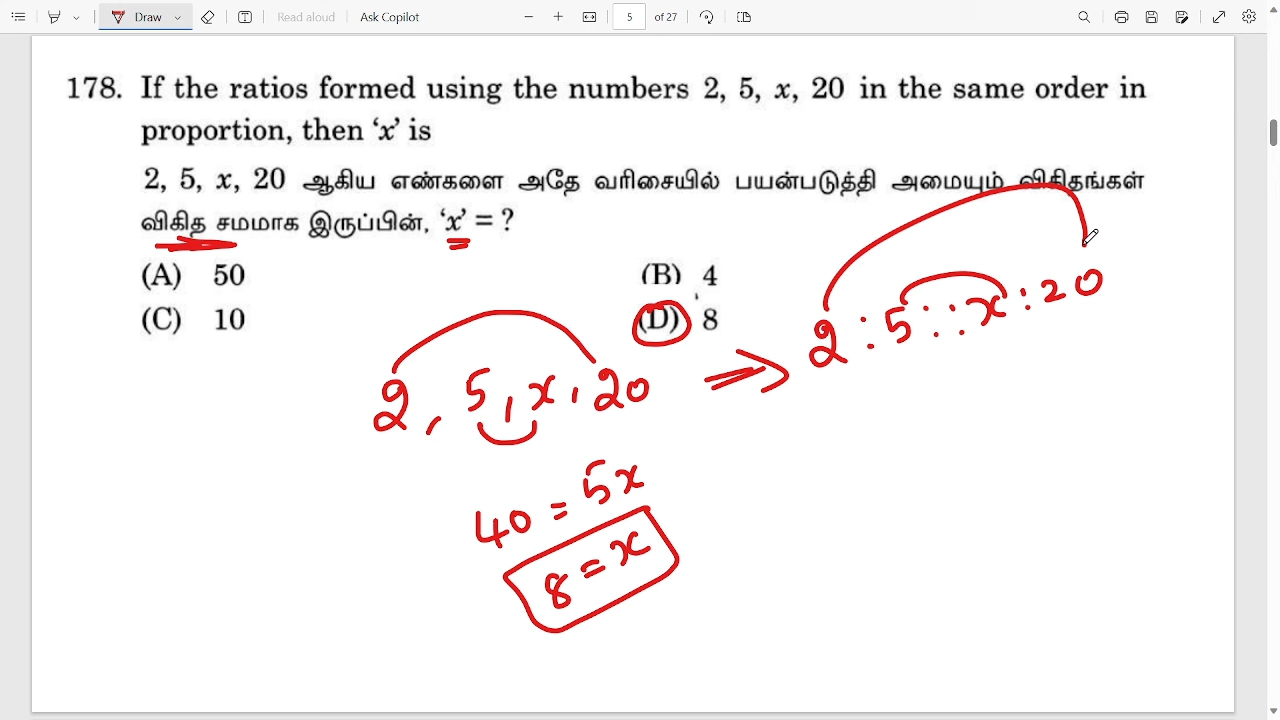 Draw Read aloud Ask Copilot 5 of 27
178. If the ratios formed using the numbers 2, 5, x, 20 in the same order in
proportion, then ‘x’ is
2, 5, x, 20 ஆகிய எண்களை அதே வரிசையில் பயன்படுத்தி அமையும் விகிதங்கள்
விகித சமமாக இருப்பின், ‘x’ = ?
(A) 50
(B) 4
(C) 10
(D) 8
2 : 5 :: x : 20
2, 5, x, 20 ⇒
40 = 5x
8 = x